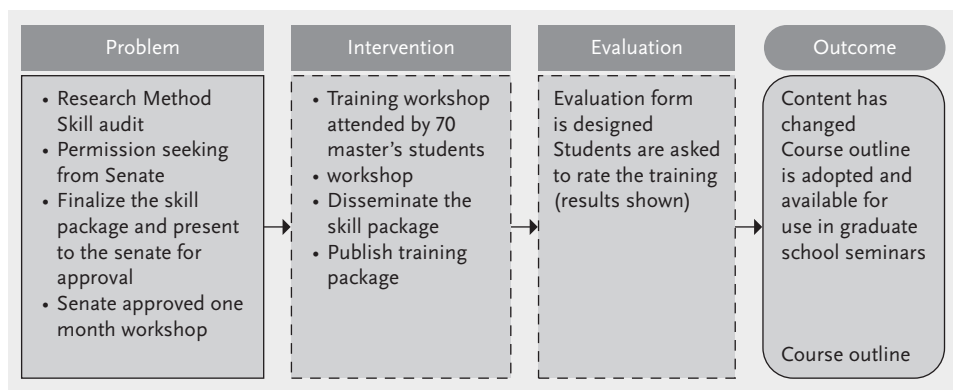 Problem
• Research Method
Skill audit
• Permission seeking
from Senate
• Finalize the skill
package and present
to the senate for
approval
• Senate approved one
month workshop
Intervention
• Training workshop
attended by 70
master's students
• workshop
• Disseminate the
skill package
• Publish training
package
Evaluation
Evaluation form
is designed
Students are asked
to rate the training
(results shown)
Outcome
Content has
changed
Course outline
is adopted and
available for
use in graduate
school seminars
Course outline